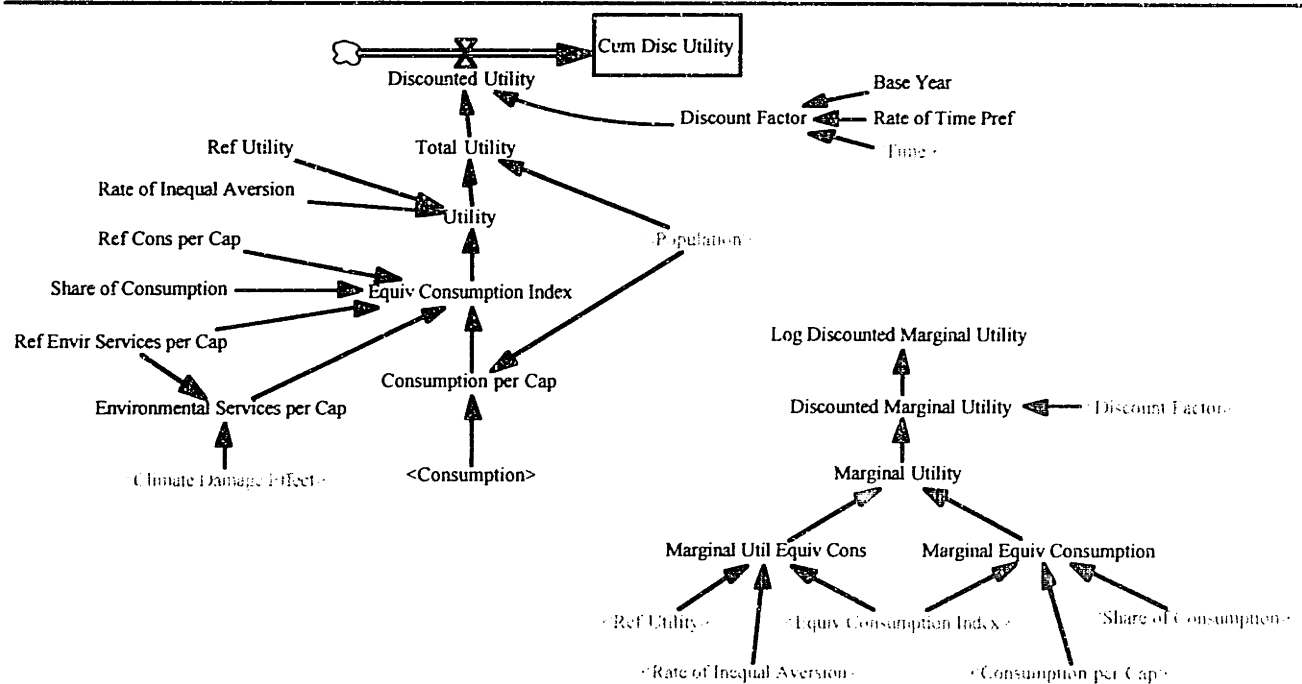 Cum Disc Utility
Discounted Utility
Base Year
Discount Factor
Rate of Time Pref
Time
Ref Utility
Total Utility
Rate of Inequal Aversion
Utility
Ref Cons per Cap
<Population>
Share of Consumption
Equiv Consumption Index
Ref Envir Services per Cap
Log Discounted Marginal Utility
Consumption per Cap
Environmental Services per Cap
Discounted Marginal Utility
<Discount Factor>
<Climate Damage Effect>
<Consumption>
Marginal Utility
Marginal Util Equiv Cons
Marginal Equiv Consumption
<Ref Utility>
<Equiv Consumption Index>
<Share of Consumption>
<Rate of Inequal Aversion>
<Consumption per Cap>